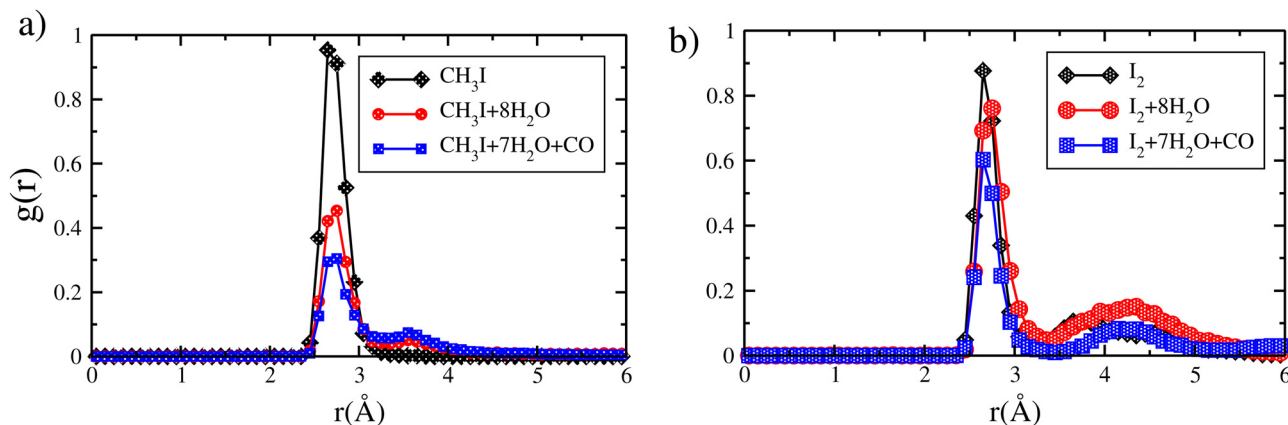 a)
1
0.8
0.6
0.4
0.2
0
g(r)
CH₃I
CH₃I+8H₂O
CH₃I+7H₂O+CO
0 1 2 3 4 5 6
r(Å)
b)
1
0.8
0.6
0.4
0.2
0
I₂
I₂+8H₂O
I₂+7H₂O+CO
0 1 2 3 4 5 6
r(Å)